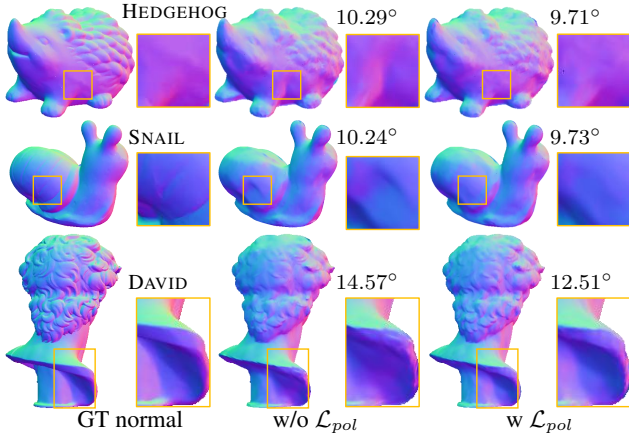 HEDGEHOG 10.29° 9.71°
SNAIL 10.24° 9.73°
DAVID 14.57° 12.51°
GT normal w/o ℒ_pol w ℒ_pol